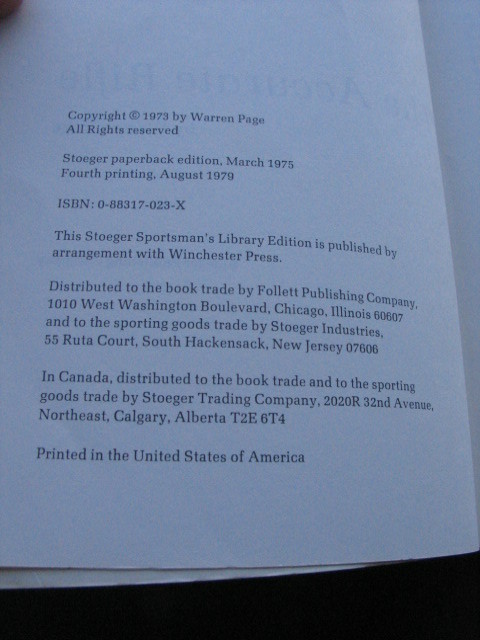 The Accurate Rifle
Copyright © 1973 by Warren Page
All Rights reserved
Stoeger paperback edition, March 1975
Fourth printing, August 1979
ISBN: 0-88317-023-X
This Stoeger Sportsman's Library Edition is published by
arrangement with Winchester Press.
Distributed to the book trade by Follett Publishing Company,
1010 West Washington Boulevard, Chicago, Illinois 60607
and to the sporting goods trade by Stoeger Industries,
55 Ruta Court, South Hackensack, New Jersey 07606
In Canada, distributed to the book trade and to the sporting
goods trade by Stoeger Trading Company, 2020R 32nd Avenue,
Northeast, Calgary, Alberta T2E 6T4
Printed in the United States of America